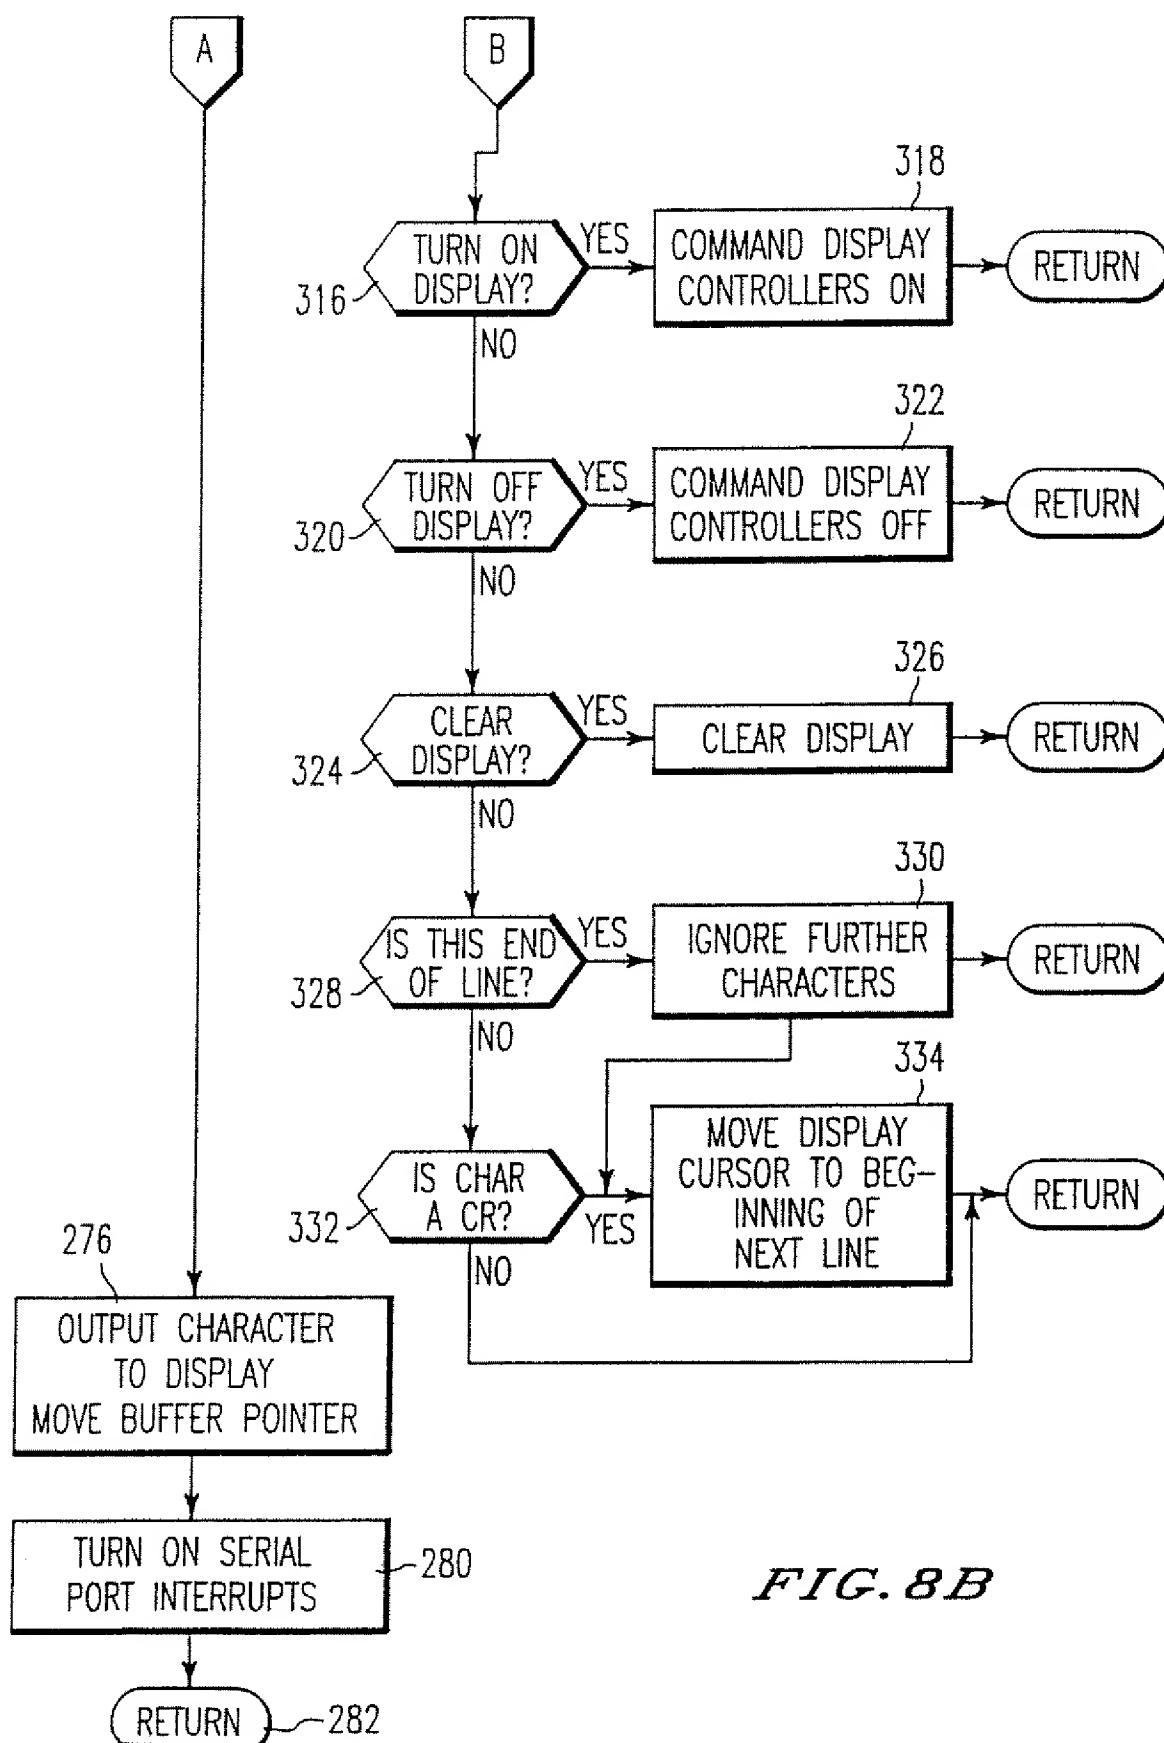 A
B
318
TURN ON
DISPLAY?
316
YES
COMMAND DISPLAY
CONTROLLERS ON
RETURN
NO
322
TURN OFF
DISPLAY?
320
YES
COMMAND DISPLAY
CONTROLLERS OFF
RETURN
NO
326
CLEAR
DISPLAY?
324
YES
CLEAR DISPLAY
RETURN
NO
330
IS THIS END
OF LINE?
328
YES
IGNORE FURTHER
CHARACTERS
RETURN
NO
334
IS CHAR
A CR?
332
YES
MOVE DISPLAY
CURSOR TO BEG-
INNING OF
NEXT LINE
RETURN
NO
276
OUTPUT CHARACTER
TO DISPLAY
MOVE BUFFER POINTER
TURN ON SERIAL
PORT INTERRUPTS
280
RETURN
282
FIG. 8B